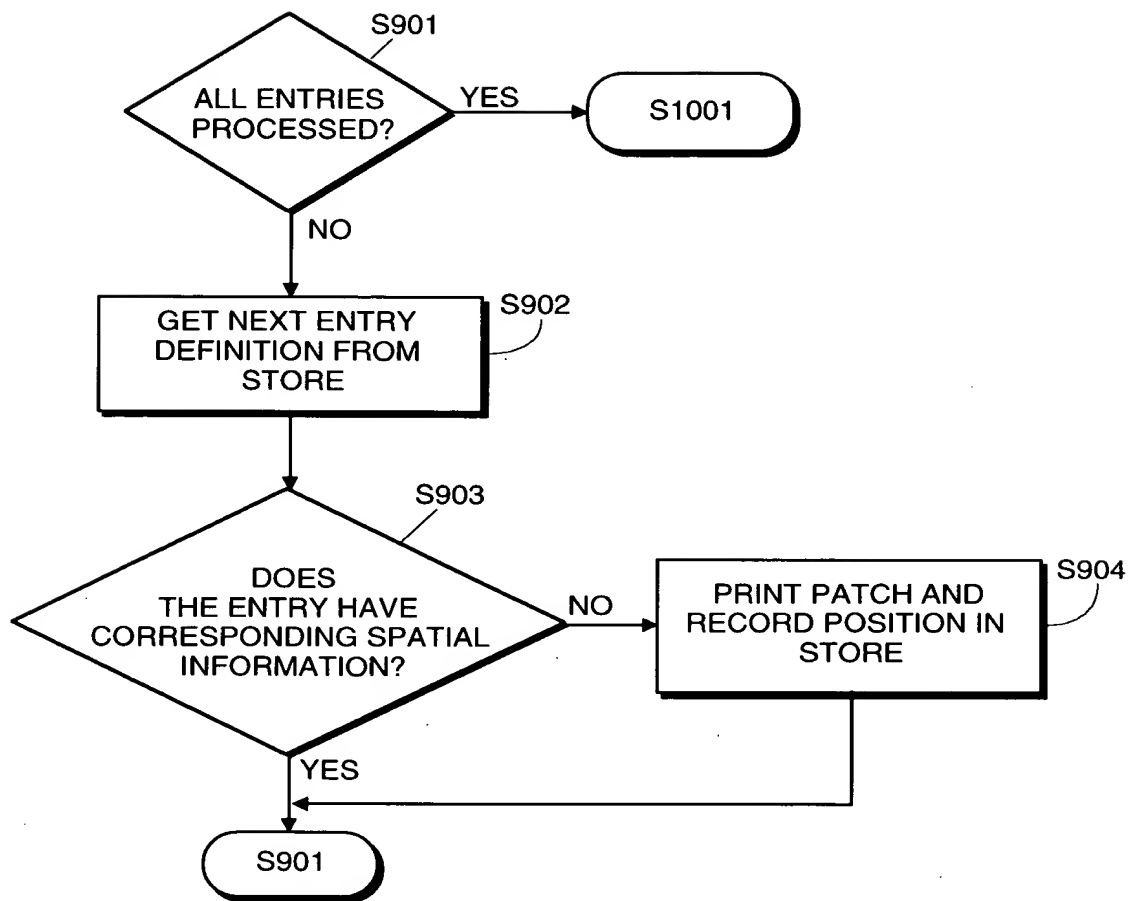 S901
ALL ENTRIES
PROCESSED?
YES
S1001
NO
GET NEXT ENTRY
DEFINITION FROM
STORE
S902
S903
DOES
THE ENTRY HAVE
CORRESPONDING SPATIAL
INFORMATION?
NO
PRINT PATCH AND
RECORD POSITION IN
STORE
S904
YES
S901